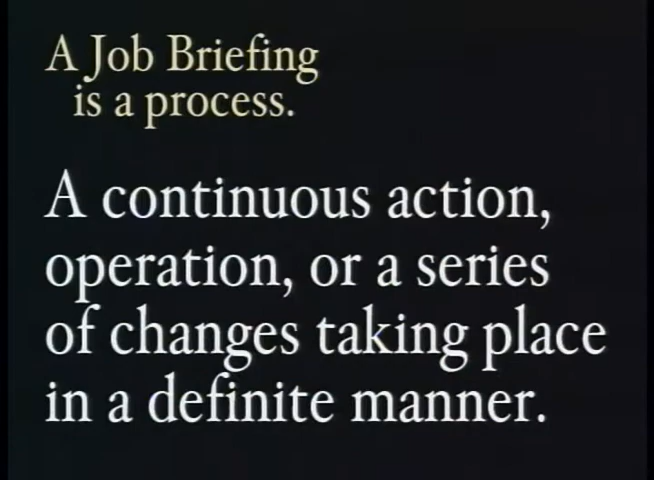 A Job Briefing
is a process.
A continuous action,
operation, or a series
of changes taking place
in a definite manner.